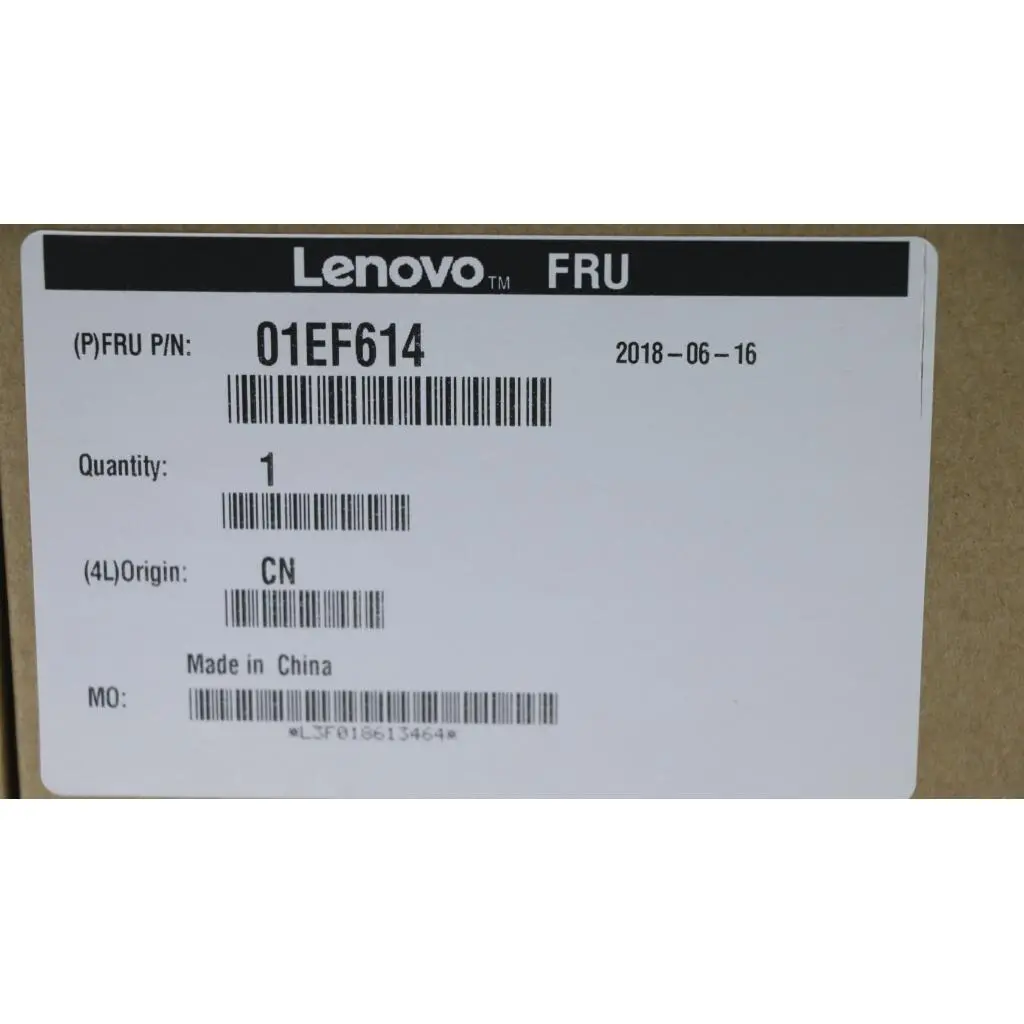 Lenovo™ FRU
(P)FRU P/N: 01EF614 2018-06-16
Quantity: 1
(4L)Origin: CN
Made in China
MO:
*L3F018613464*